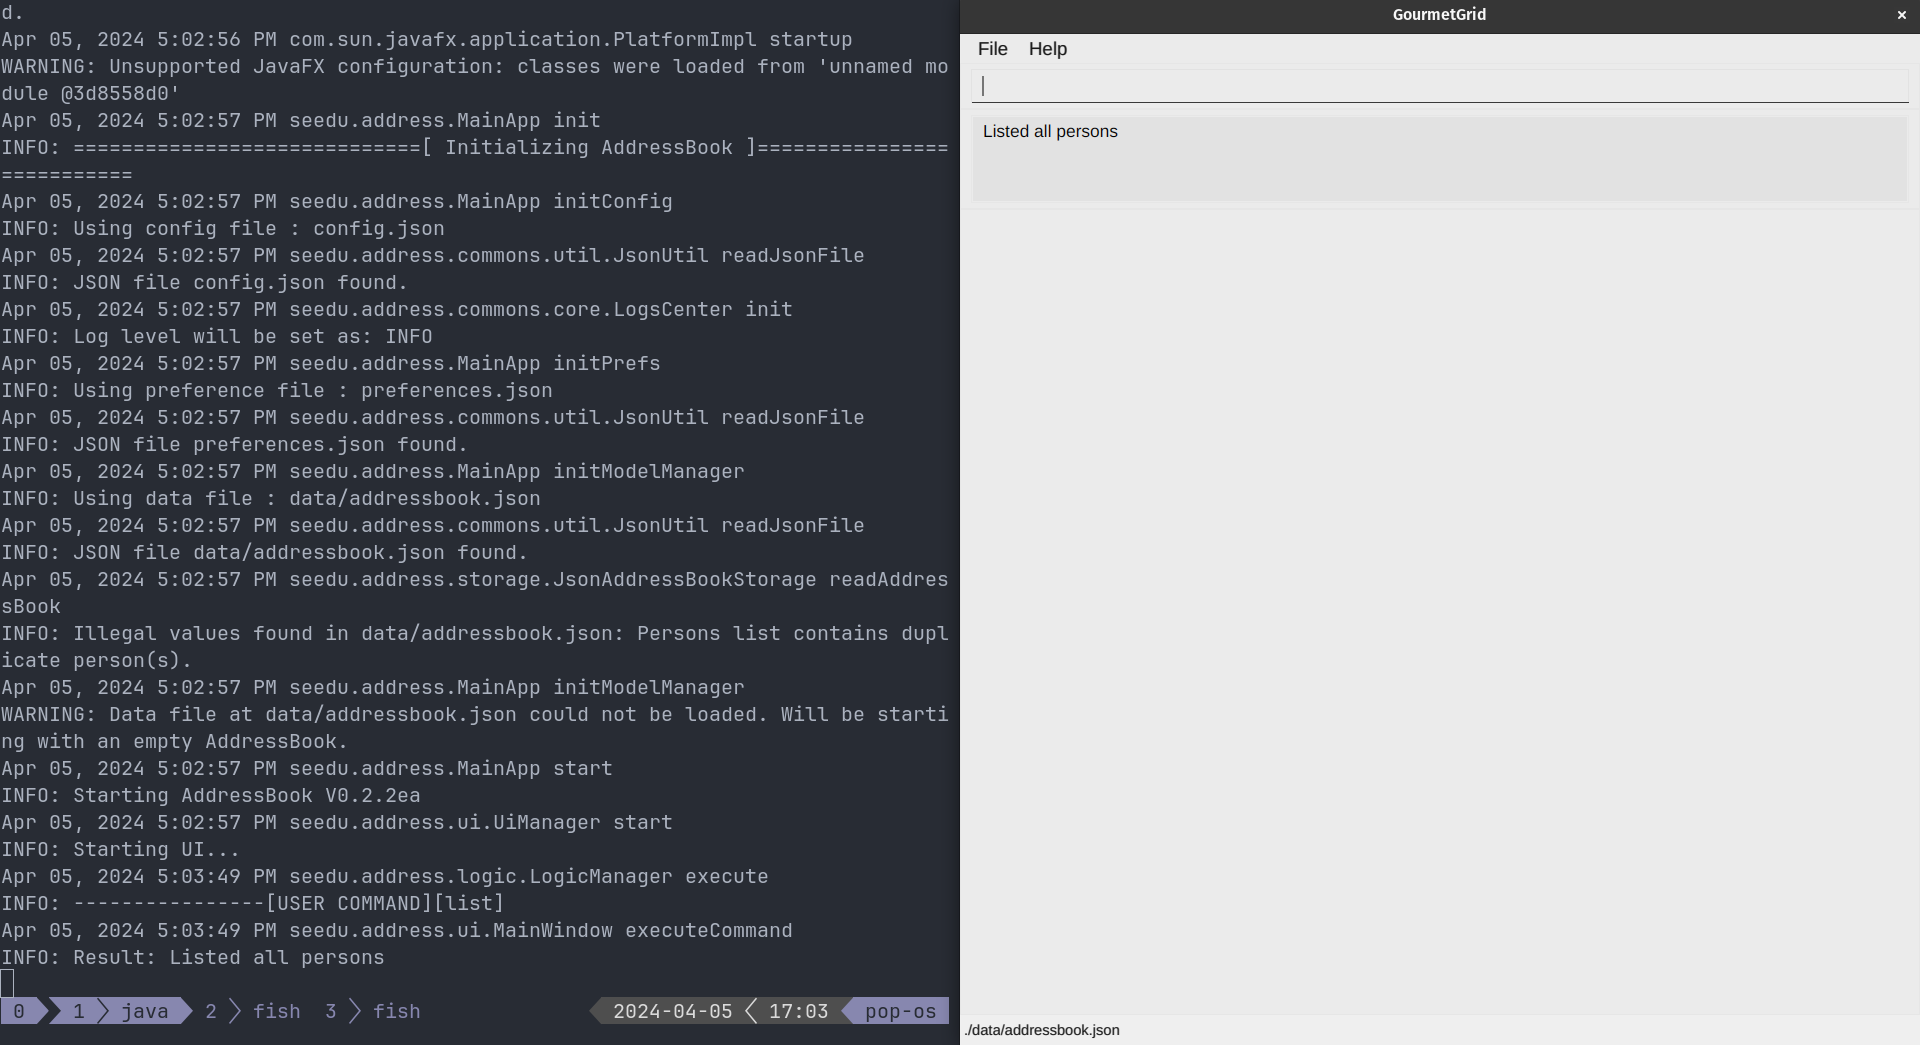 d.
Apr 05, 2024 5:02:56 PM com.sun.javafx.application.PlatformImpl startup
WARNING: Unsupported JavaFX configuration: classes were loaded from 'unnamed mo
dule @3d8558d0'
Apr 05, 2024 5:02:57 PM seedu.address.MainApp init
INFO: =============================[ Initializing AddressBook ]================
===========
Apr 05, 2024 5:02:57 PM seedu.address.MainApp initConfig
INFO: Using config file : config.json
Apr 05, 2024 5:02:57 PM seedu.address.commons.util.JsonUtil readJsonFile
INFO: JSON file config.json found.
Apr 05, 2024 5:02:57 PM seedu.address.commons.core.LogsCenter init
INFO: Log level will be set as: INFO
Apr 05, 2024 5:02:57 PM seedu.address.MainApp initPrefs
INFO: Using preference file : preferences.json
Apr 05, 2024 5:02:57 PM seedu.address.commons.util.JsonUtil readJsonFile
INFO: JSON file preferences.json found.
Apr 05, 2024 5:02:57 PM seedu.address.MainApp initModelManager
INFO: Using data file : data/addressbook.json
Apr 05, 2024 5:02:57 PM seedu.address.commons.util.JsonUtil readJsonFile
INFO: JSON file data/addressbook.json found.
Apr 05, 2024 5:02:57 PM seedu.address.storage.JsonAddressBookStorage readAddres
sBook
INFO: Illegal values found in data/addressbook.json: Persons list contains dupl
icate person(s).
Apr 05, 2024 5:02:57 PM seedu.address.MainApp initModelManager
WARNING: Data file at data/addressbook.json could not be loaded. Will be starti
ng with an empty AddressBook.
Apr 05, 2024 5:02:57 PM seedu.address.MainApp start
INFO: Starting AddressBook V0.2.2ea
Apr 05, 2024 5:02:57 PM seedu.address.ui.UiManager start
INFO: Starting UI...
Apr 05, 2024 5:03:49 PM seedu.address.logic.LogicManager execute
INFO: ----------------[USER COMMAND][list]
Apr 05, 2024 5:03:49 PM seedu.address.ui.MainWindow executeCommand
INFO: Result: Listed all persons
0 1 java 2 fish 3 fish 2024-04-05 17:03 pop-os
GourmetGrid ×
File Help
Listed all persons
./data/addressbook.json